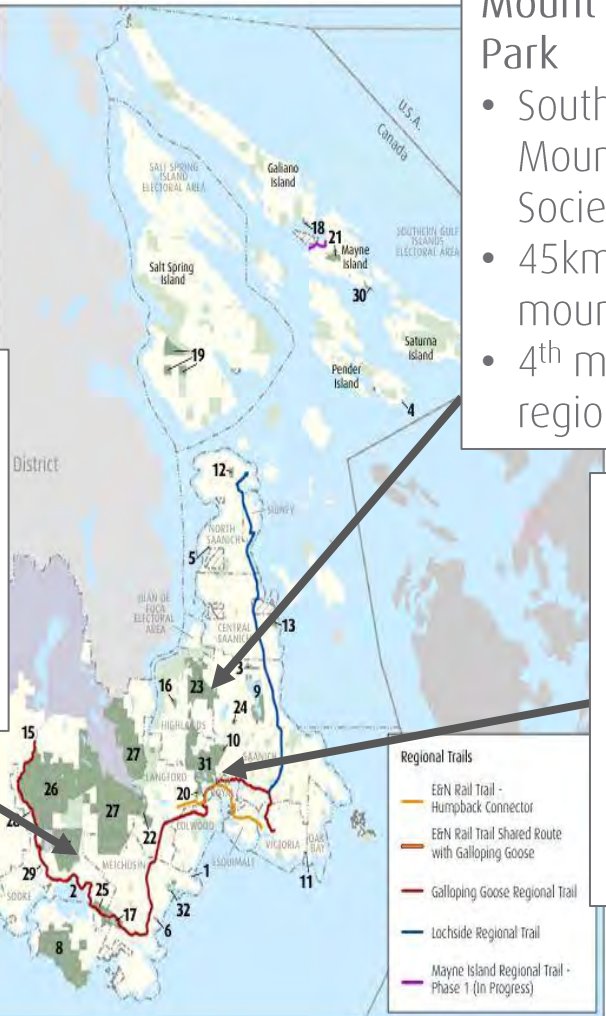 Mount
Park
• South
Moun
Socie
• 45km
moun
• 4th m
regio
U.S.A.
Canada
SALT SPRING
ISLAND
ELECTORAL AREA
Galiano
Island
18
21
Mayne
Island
SOUTHERN GULF
ISLANDS
ELECTORAL AREA
Salt Spring
Island
30
19
Saturna
Island
Pender
Island
4
District
12
SIDNEY
NORTH
SAANICH
5
JUAN DE
FUCA
ELECTORAL
AREA
CENTRAL
SAANICH
13
3
16
23
9
24
HIGHLANDS
15
10
SAANICH
27
31
26
LANGFORD
20
27
COLWOOD
28
22
VICTORIA
OAK
BAY
METCHOSIN
ESQUIMALT
29
1
11
SOOKE
2
25
32
17
6
8
Regional Trails
E&N Rail Trail -
Humpback Connector
E&N Rail Trail Shared Route
with Galloping Goose
Galloping Goose Regional Trail
Lochside Regional Trail
Mayne Island Regional Trail -
Phase 1 (In Progress)